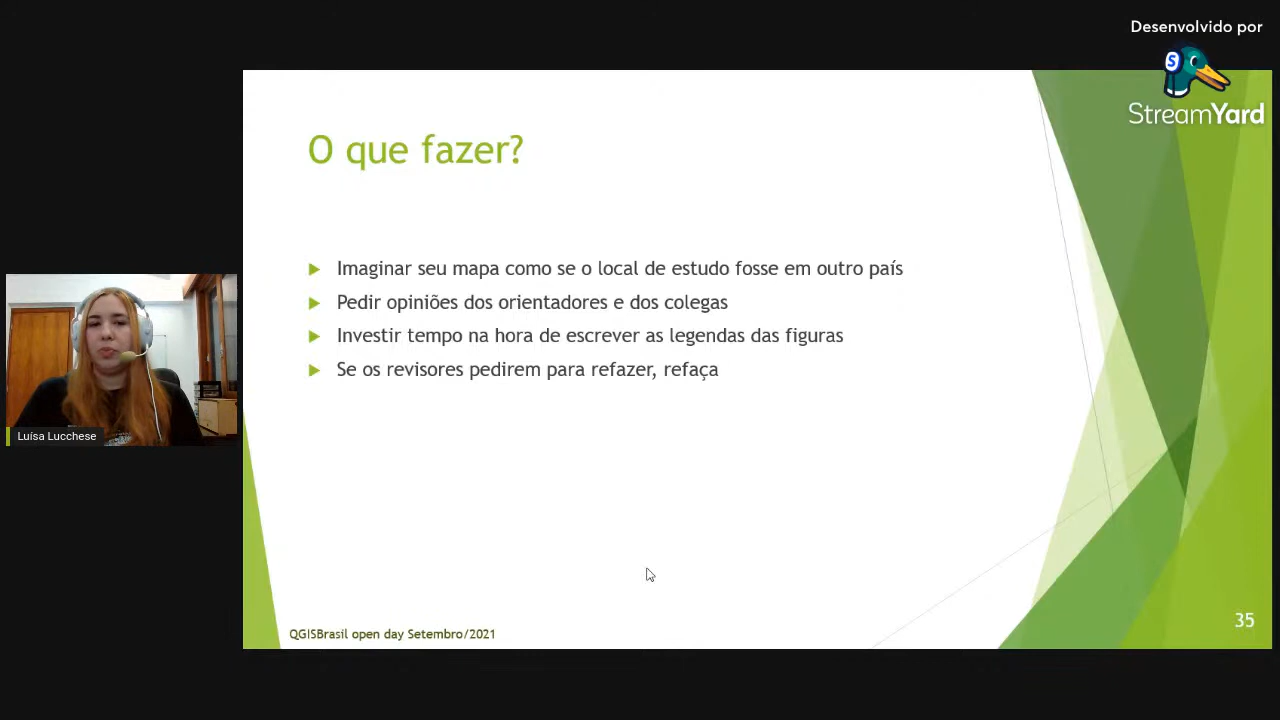 Desenvolvido por
StreamYard
O que fazer?
Imaginar seu mapa como se o local de estudo fosse em outro país
Pedir opiniões dos orientadores e dos colegas
Investir tempo na hora de escrever as legendas das figuras
Se os revisores pedirem para refazer, refaça
Luísa Lucchese
QGISBrasil open day Setembro/2021
35